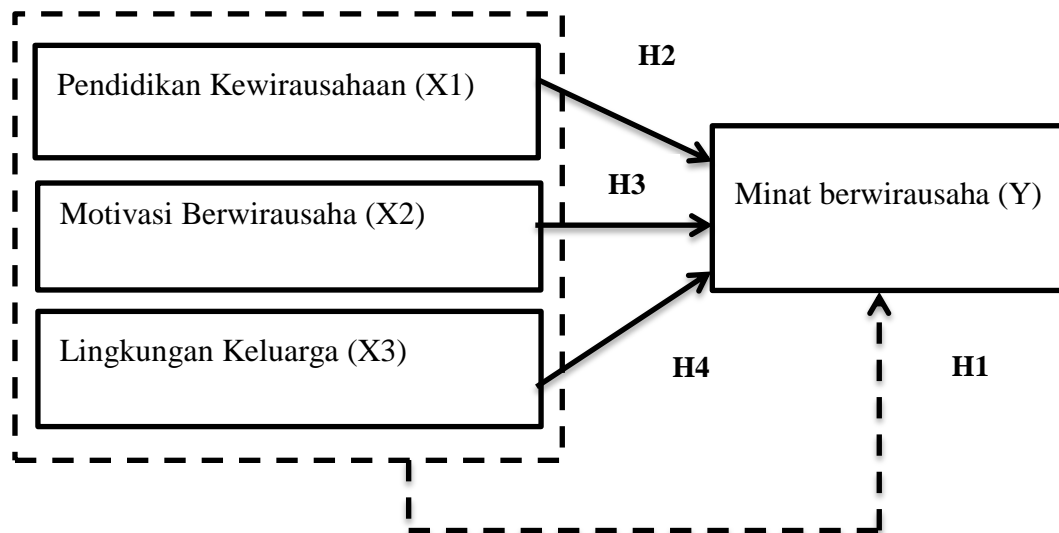 H2
Pendidikan Kewirausahaan (X1)
H3
Minat berwirausaha (Y)
Motivasi Berwirausaha (X2)
Lingkungan Keluarga (X3)
H4
H1